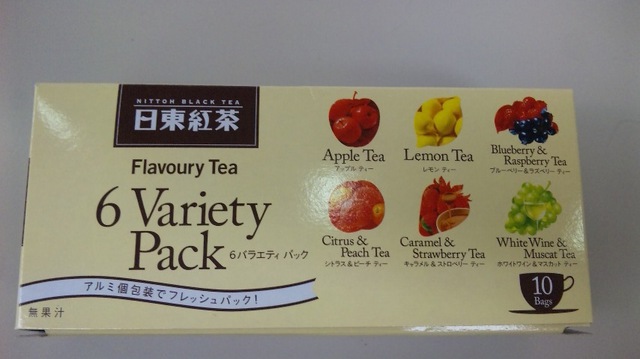 NITTOH BLACK TEA
日東紅茶
Flavoury Tea
6 Variety
Pack
6バラエティ パック
アルミ個包装でフレッシュパック!
無果汁
Apple Tea
アップル ティー
Lemon Tea
レモン ティー
Blueberry &
Raspberry Tea
ブルーベリー&ラズベリー ティー
Citrus &
Peach Tea
シトラス&ピーチ ティー
Caramel &
Strawberry Tea
キャラメル&ストロベリー ティー
White Wine &
Muscat Tea
ホワイトワイン&マスカット ティー
10
Bags